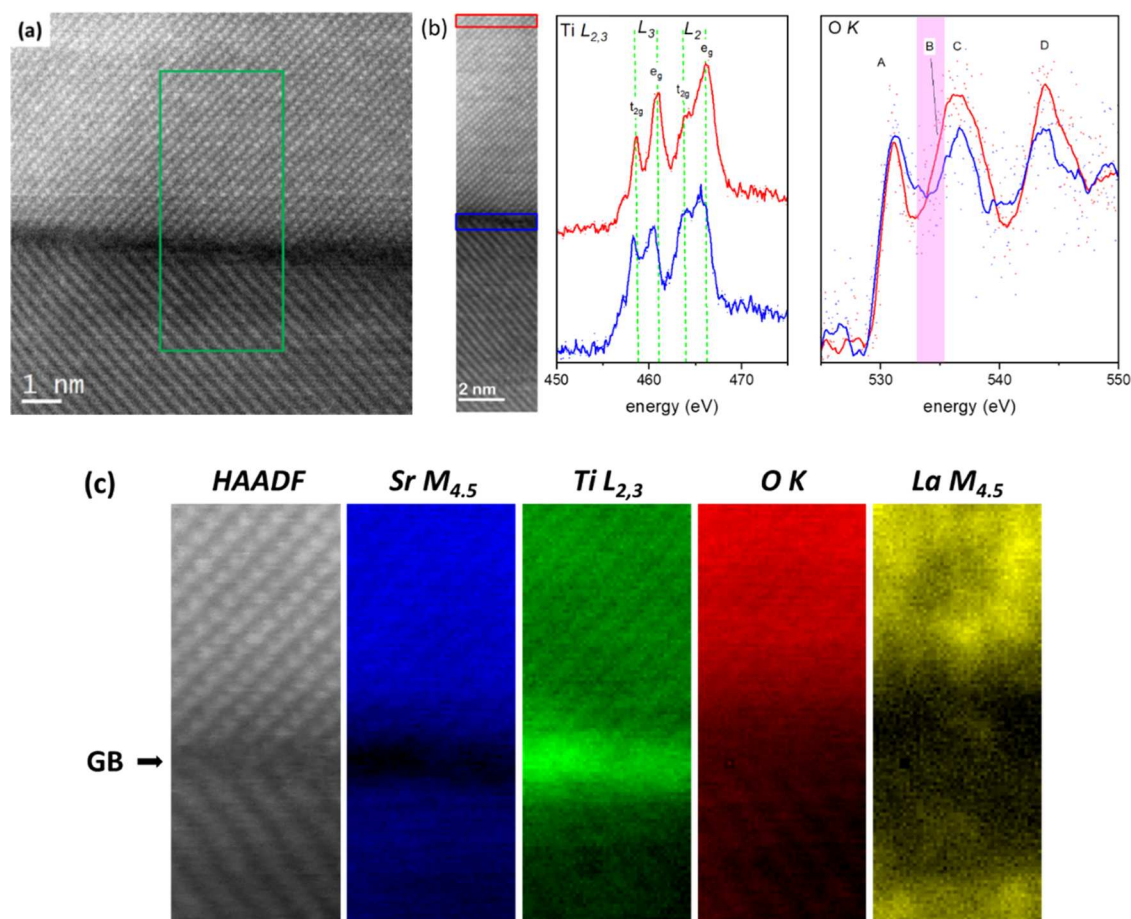 (a)
1 nm
(b)
2 nm
Ti L2,3
L3
L2
t2g
eg
t2g
eg
450
460
470
energy (eV)
O K
A
B
C
D
530
540
550
energy (eV)
(c)
HAADF
Sr M4.5
Ti L2,3
O K
La M4.5
GB